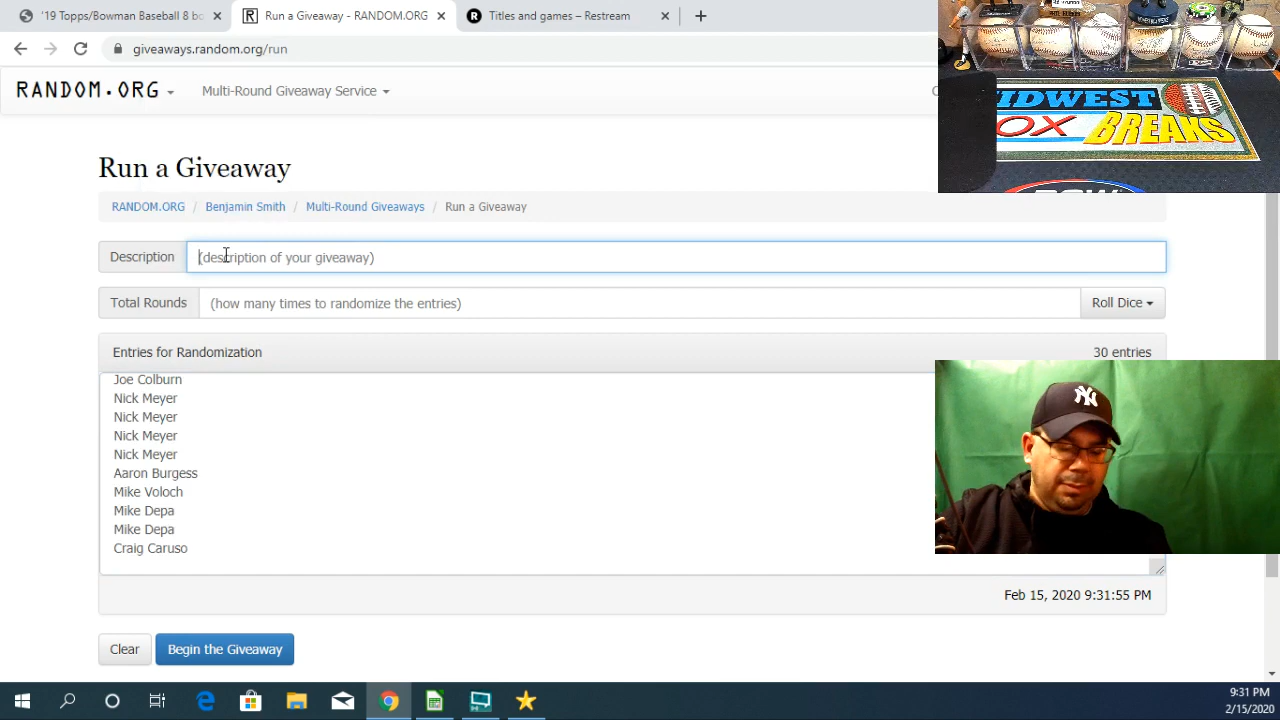 '19 Topps/Bowman Baseball 8 bo
Run a Giveaway - RANDOM.ORG
Titles and games – Restream
giveaways.random.org/run
RANDOM.ORG
Multi-Round Giveaway Service
Run a Giveaway
RANDOM.ORG / Benjamin Smith / Multi-Round Giveaways / Run a Giveaway
Description (description of your giveaway)
Total Rounds (how many times to randomize the entries) Roll Dice
Entries for Randomization 30 entries
Joe Colburn
Nick Meyer
Nick Meyer
Nick Meyer
Nick Meyer
Aaron Burgess
Mike Voloch
Mike Depa
Mike Depa
Craig Caruso
Feb 15, 2020 9:31:55 PM
Clear Begin the Giveaway
IDWEST
OX BREAKS
NY
9:31 PM
2/15/2020